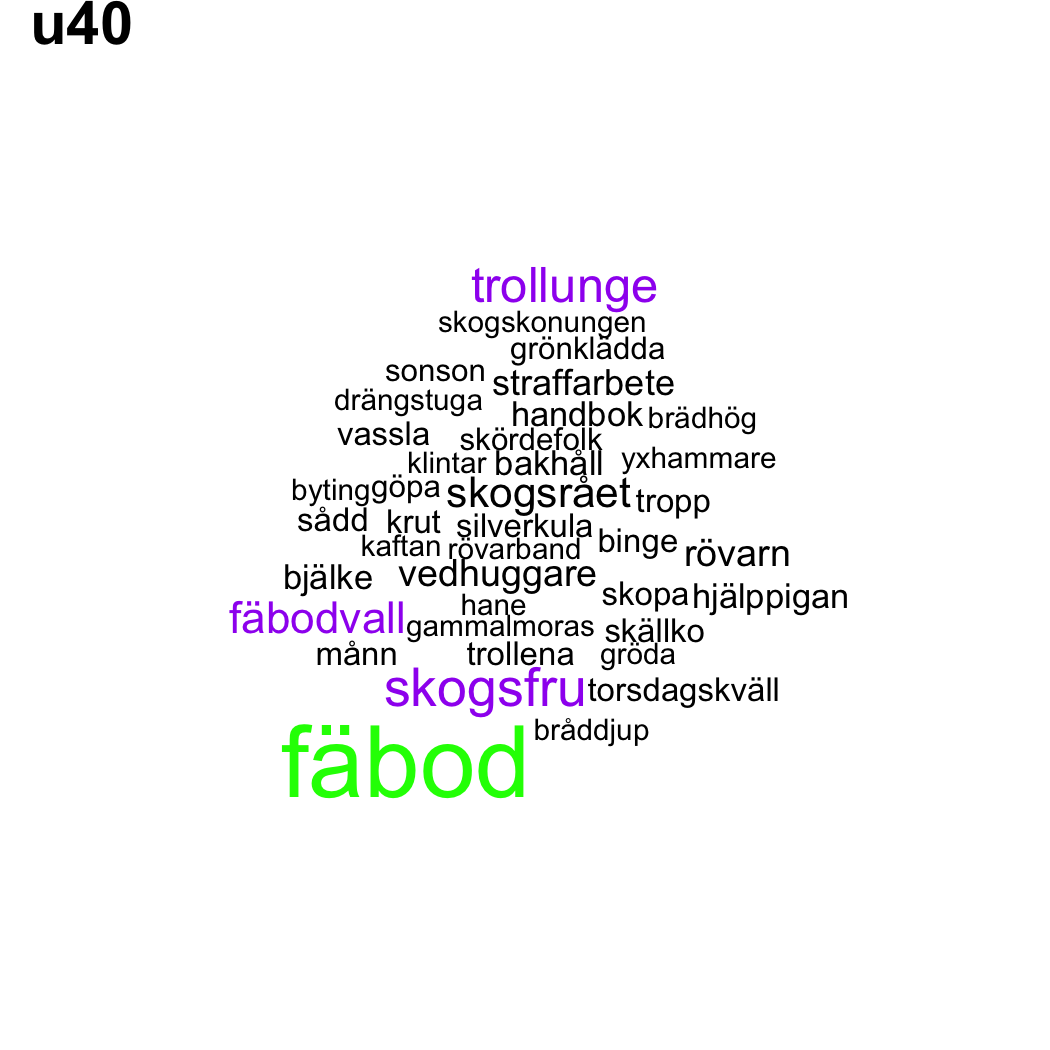 u40
trollunge
skogskonungen
grönklädda
sonson straffarbete
drängstuga handbok brädhög
vassla skördefolk
klintar bakhåll yxhammare
byting göpa skogsrået tropp
sådd krut silverkula
kaftan rövarband binge rövarn
bjälke vedhuggare
hane skopa hjälppigan
fäbodvall gammalmoras skällko
månn trollena gröda
skogsfru torsdagskväll
fäbod bråddjup